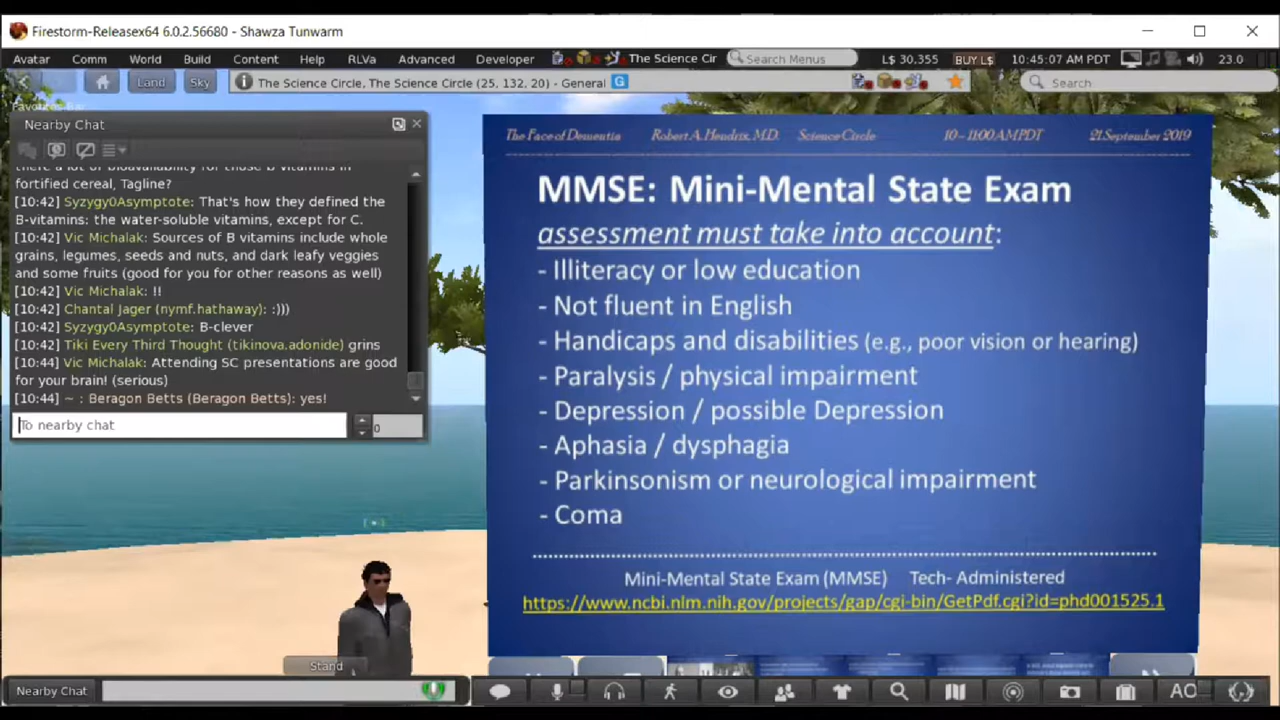 Firestorm-Releasex64 6.0.2.56680 - Shawza Tunwarm
Avatar Comm World Build Content Help RLVa Advanced Developer The Science Cir Search Menus L$ 30.355 BUY L$ 10:45:07 AM PDT 23.0
Land Sky The Science Circle, The Science Circle (25, 132, 20) - General G Search
Nearby Chat
there a lot of bioavailability for those B vitamins in
fortified cereal, Tagline?
[10:42] Syzygy0Asymptote: That's how they defined the
B-vitamins: the water-soluble vitamins, except for C.
[10:42] Vic Michalak: Sources of B vitamins include whole
grains, legumes, seeds and nuts, and dark leafy veggies
and some fruits (good for you for other reasons as well)
[10:42] Vic Michalak: !!
[10:42] Chantal Jager (nymf.hathaway): :)))
[10:42] Syzygy0Asymptote: B-clever
[10:42] Tiki Every Third Thought (tikinova.adonide) grins
[10:44] Vic Michalak: Attending SC presentations are good
for your brain! (serious)
[10:44] ~ : Beragon Betts (Beragon Betts): yes!
To nearby chat 0
The Face of Dementia Robert A. Hendrix, M.D. Science Circle 10 - 11:00 AM PDT 21 September 2019
MMSE: Mini-Mental State Exam
assessment must take into account:
- Illiteracy or low education
- Not fluent in English
- Handicaps and disabilities (e.g., poor vision or hearing)
- Paralysis / physical impairment
- Depression / possible Depression
- Aphasia / dysphagia
- Parkinsonism or neurological impairment
- Coma
Mini-Mental State Exam (MMSE) Tech- Administered
https://www.ncbi.nlm.nih.gov/projects/gap/cgi-bin/GetPdf.cgi?id=phd001525.1
Stand
Nearby Chat AO